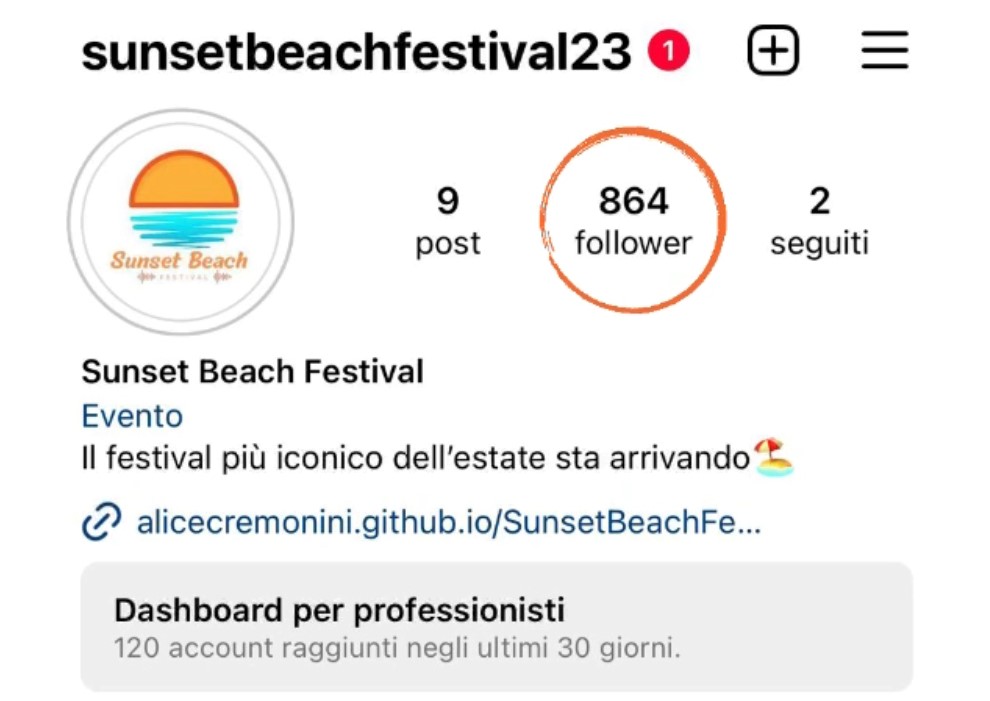 sunsetbeachfestival23 1
Sunset Beach
FESTIVAL
9 post
864 follower
2 seguiti
Sunset Beach Festival
Evento
Il festival più iconico dell’estate sta arrivando🏖️
alicecremonini.github.io/SunsetBeachFe...
Dashboard per professionisti
120 account raggiunti negli ultimi 30 giorni.